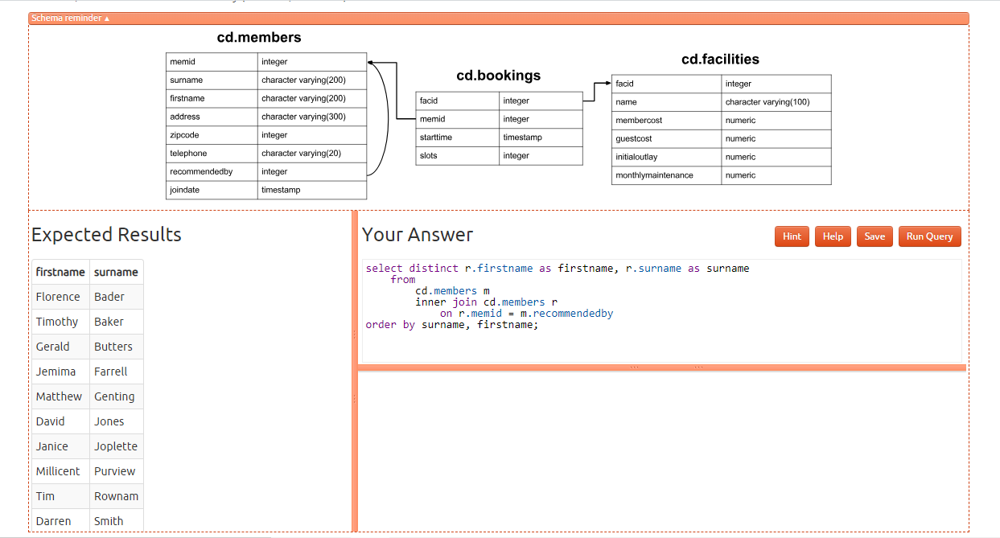 Schema reminder ▲
cd.members
memid integer
surname character varying(200)
firstname character varying(200)
address character varying(300)
zipcode integer
telephone character varying(20)
recommendedby integer
joindate timestamp
cd.bookings
facid integer
memid integer
starttime timestamp
slots integer
cd.facilities
facid integer
name character varying(100)
membercost numeric
guestcost numeric
initialoutlay numeric
monthlymaintenance numeric
Expected Results
firstname surname
Florence Bader
Timothy Baker
Gerald Butters
Jemima Farrell
Matthew Genting
David Jones
Janice Joplette
Millicent Purview
Tim Rownam
Darren Smith
Your Answer
Hint Help Save Run Query
select distinct r.firstname as firstname, r.surname as surname
from
cd.members m
inner join cd.members r
on r.memid = m.recommendedby
order by surname, firstname;